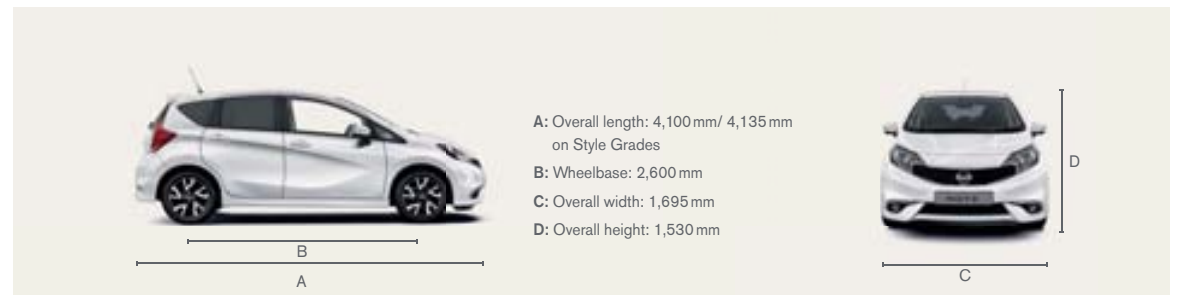 A: Overall length: 4,100 mm/ 4,135 mm
on Style Grades
B: Wheelbase: 2,600 mm
C: Overall width: 1,695 mm
D: Overall height: 1,530 mm
B
A
D
C